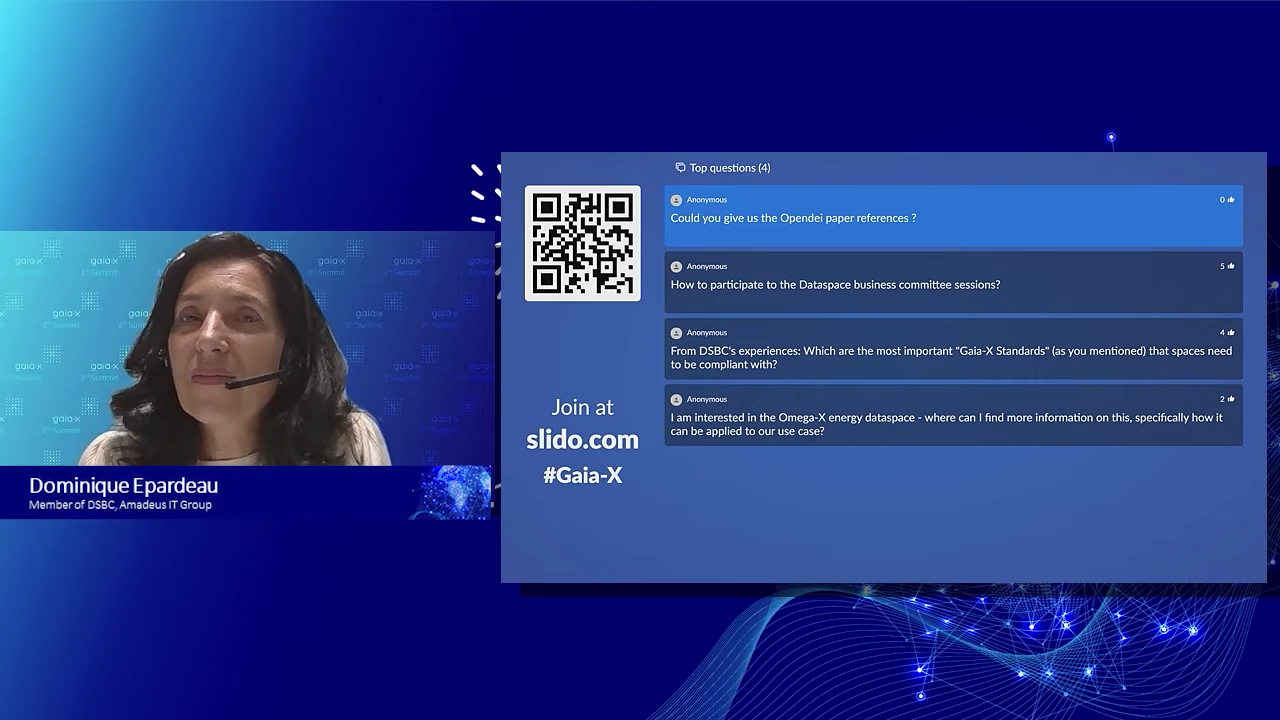 Top questions (4)
Anonymous
0
Could you give us the Opendei paper references ?
Anonymous
5
How to participate to the Dataspace business committee sessions?
Anonymous
4
From DSBC's experiences: Which are the most important "Gaia-X Standards" (as you mentioned) that spaces need
to be compliant with?
Anonymous
2
I am interested in the Omega-X energy dataspace - where can I find more information on this, specifically how it
can be applied to our use case?
Join at
slido.com
#Gaia-X
gaia-x
2nd Summit
Dominique Epardeau
Member of DSBC, Amadeus IT Group